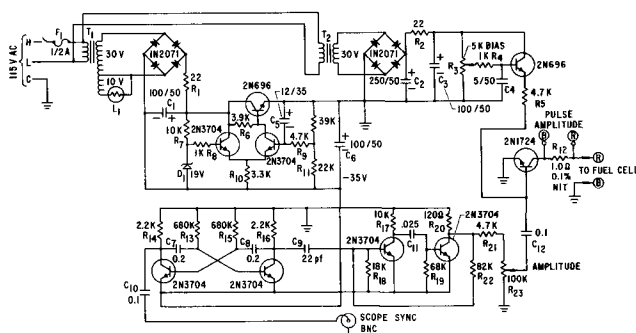 115V AC
H
L
C
F1
1/2A
T1
30V
10 V
L1
1N2071
22
R1
100/50
C1
10K
R7
1K R8
2N3704
D1
19V
3.9K
R6
2N696
12/35
C5
4.7K
R9
2N3704
R10
3.3K
39K
R11
22K
100/50
C6
-35V
T2
30V
1N2071
250/50
C2
22
R2
C3
100/50
5K BIAS
R3
1K R4
5/50
C4
2N696
4.7K
R5
PULSE
AMPLITUDE
B
R
2N1724
R12
1.0Ω
0.1%
NIT
R
TO FUEL CELL
B
0.1
C12
2.2K
R14
680K
R13
680K
R15
2.2K
R16
C7
0.2
C8
0.2
C9
22 pf
2N3704
2N3704
C10
0.1
10K
R17
2N3704
.025
C11
18K
R18
120Ω
R20
2N3704
68K
R19
4.7K
R21
82K
R22
AMPLITUDE
100K
R23
SCOPE SYNC
BNC